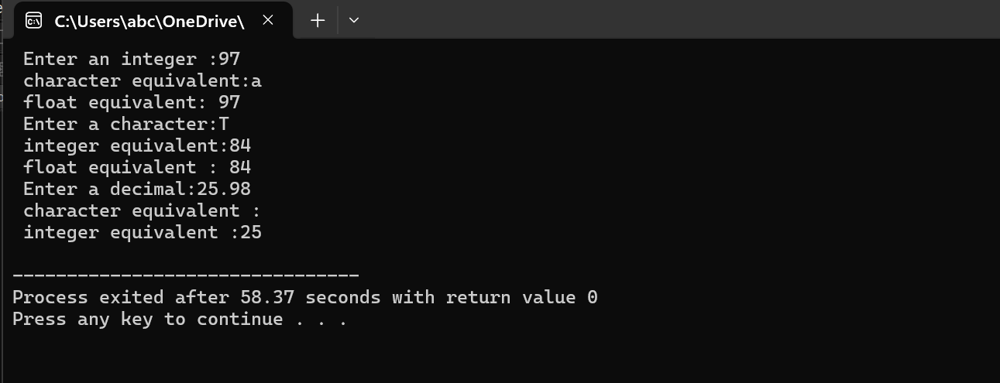 C:\Users\abc\OneDrive\
Enter an integer :97
character equivalent:a
float equivalent: 97
Enter a character:T
integer equivalent:84
float equivalent : 84
Enter a decimal:25.98
character equivalent :
integer equivalent :25
--------------------------------
Process exited after 58.37 seconds with return value 0
Press any key to continue . . .